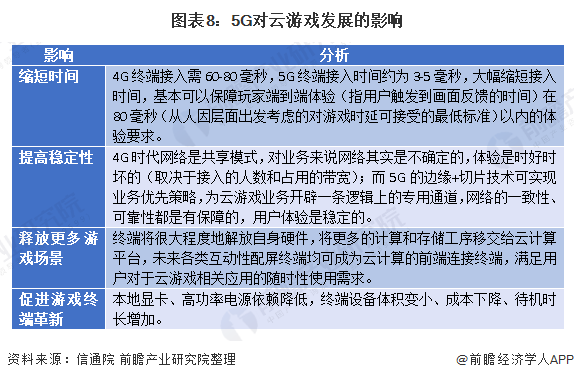 图表8：5G对云游戏发展的影响
影响
分析
缩短时间
4G终端接入需60-80毫秒，5G终端接入时间约为3-5毫秒，大幅缩短接入
时间，基本可以保障玩家端到端体验（指用户触发到画面反馈的时间）在
80毫秒（从人因层面出发考虑的对游戏时延可接受的最低标准）以内的体
验要求。
提高稳定性
4G时代网络是共享模式，对业务来说网络其实是不确定的，体验是时好时
坏的（取决于接入的人数和占用的带宽）；而5G的边缘+切片技术可实现
业务优先策略，为云游戏业务开辟一条逻辑上的专用通道，网络的一致性、
可靠性都是有保障的，用户体验是稳定的。
释放更多游
戏场景
终端将很大程度地解放自身硬件，将更多的计算和存储工序移交给云计算
平台，未来各类互动性配屏终端均可成为云计算的前端连接终端，满足用
户对于云游戏相关应用的随时性使用需求。
促进游戏终
端革新
本地显卡、高功率电源依赖降低，终端设备体积变小、成本下降、待机时
长增加。
资料来源：信通院 前瞻产业研究院整理
@前瞻经济学人APP